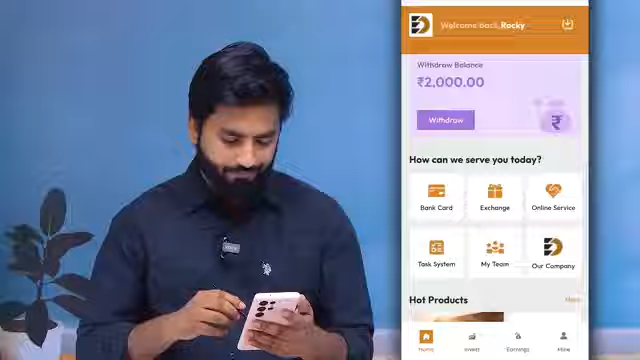 Welcome back, Rocky
Withdraw Balance
₹2,000.00
Withdraw
How can we serve you today?
Bank Card
Exchange
Online Service
Task System
My Team
Our Company
Hot Products
More
Home
Invest
Earnings
Mine